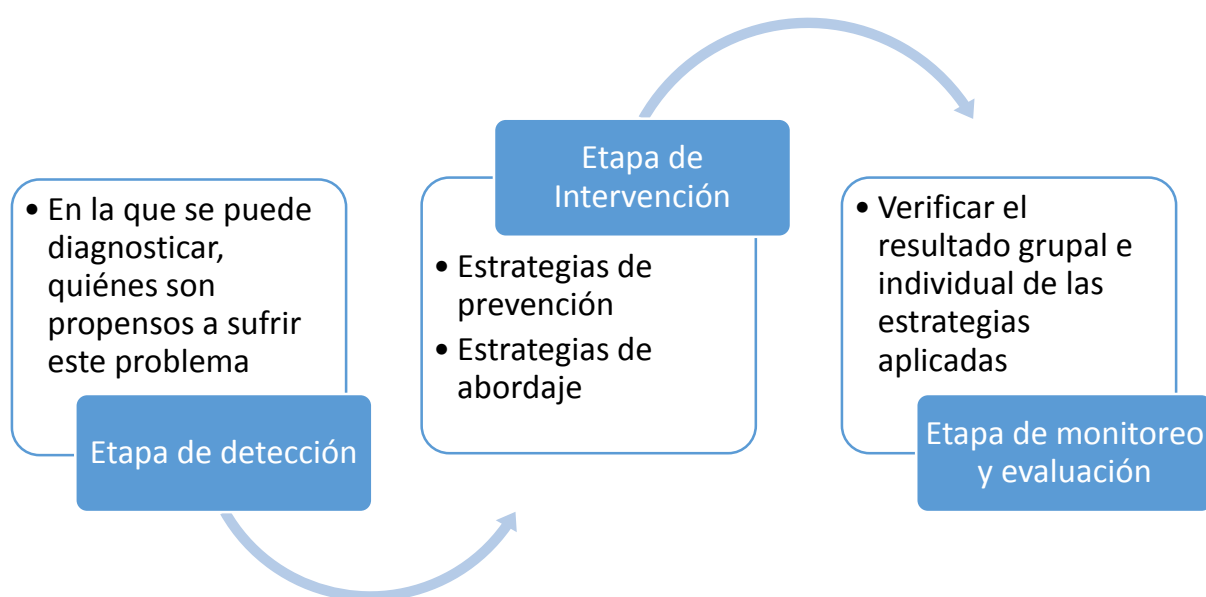 • En la que se puede
diagnosticar,
quiénes son
propensos a sufrir
este problema
Etapa de detección
Etapa de
Intervención
• Estrategias de
prevención
• Estrategias de
abordaje
• Verificar el
resultado grupal e
individual de las
estrategias
aplicadas
Etapa de monitoreo
y evaluación